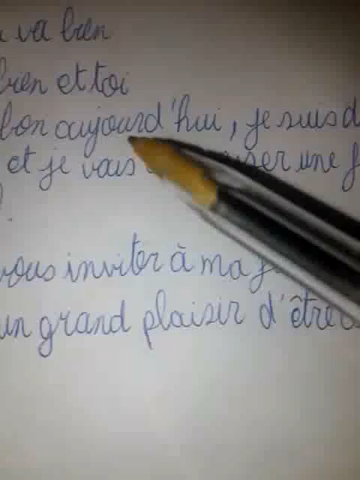 va bien
bien et toi
bon aujourd'hui, je suis
et je vais une
vous inviter à ma
un grand plaisir d'être